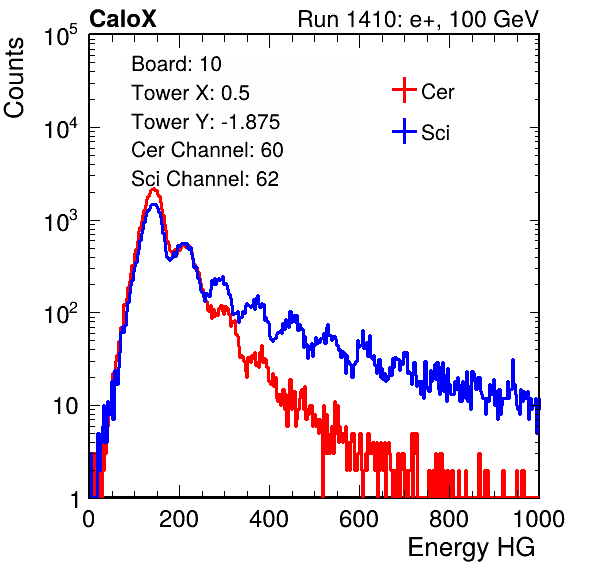 CaloX Run 1410: e+, 100 GeV
Counts
10^5
10^4
10^3
10^2
10
1
Board: 10
Tower X: 0.5
Tower Y: -1.875
Cer Channel: 60
Sci Channel: 62
Cer
Sci
0 200 400 600 800 1000
Energy HG